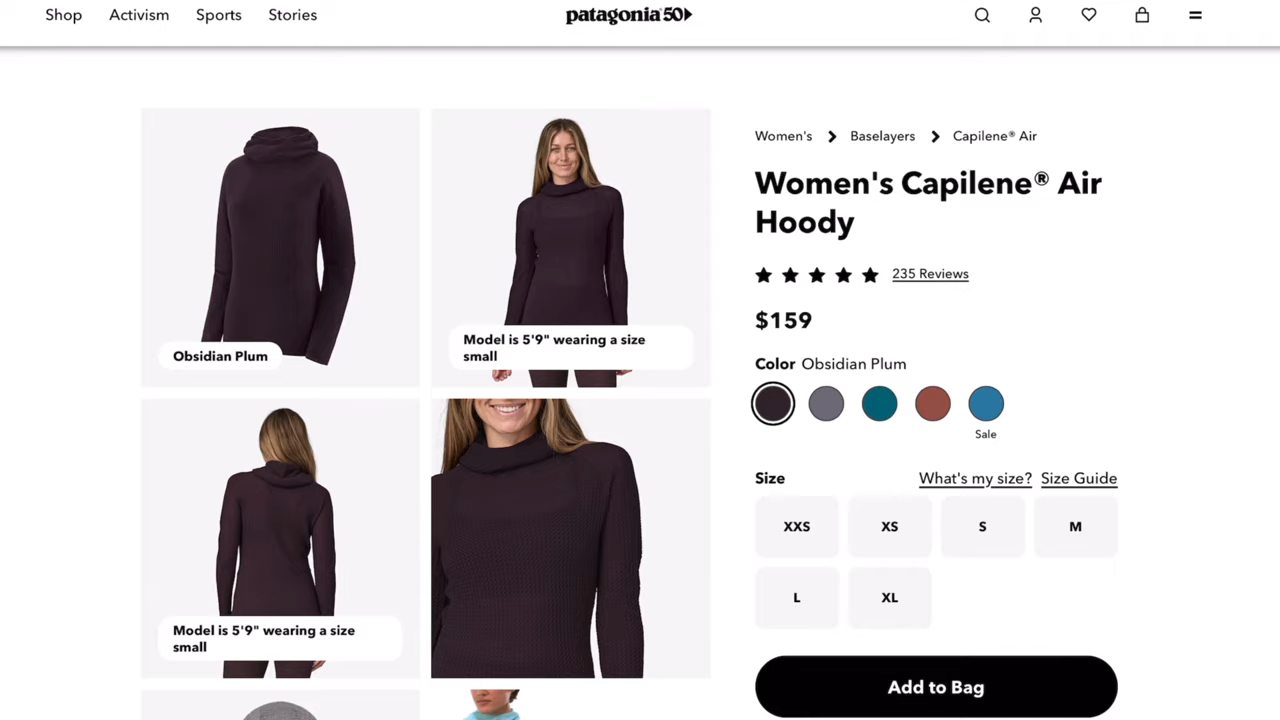 Shop
Activism
Sports
Stories
patagonia 50
Women's
Baselayers
Capilene® Air
Women's Capilene® Air
Hoody
235 Reviews
$159
Color Obsidian Plum
Sale
Size
What's my size?
Size Guide
XXS
XS
S
M
L
XL
Add to Bag
Obsidian Plum
Model is 5'9" wearing a size
small
Model is 5'9" wearing a size
small